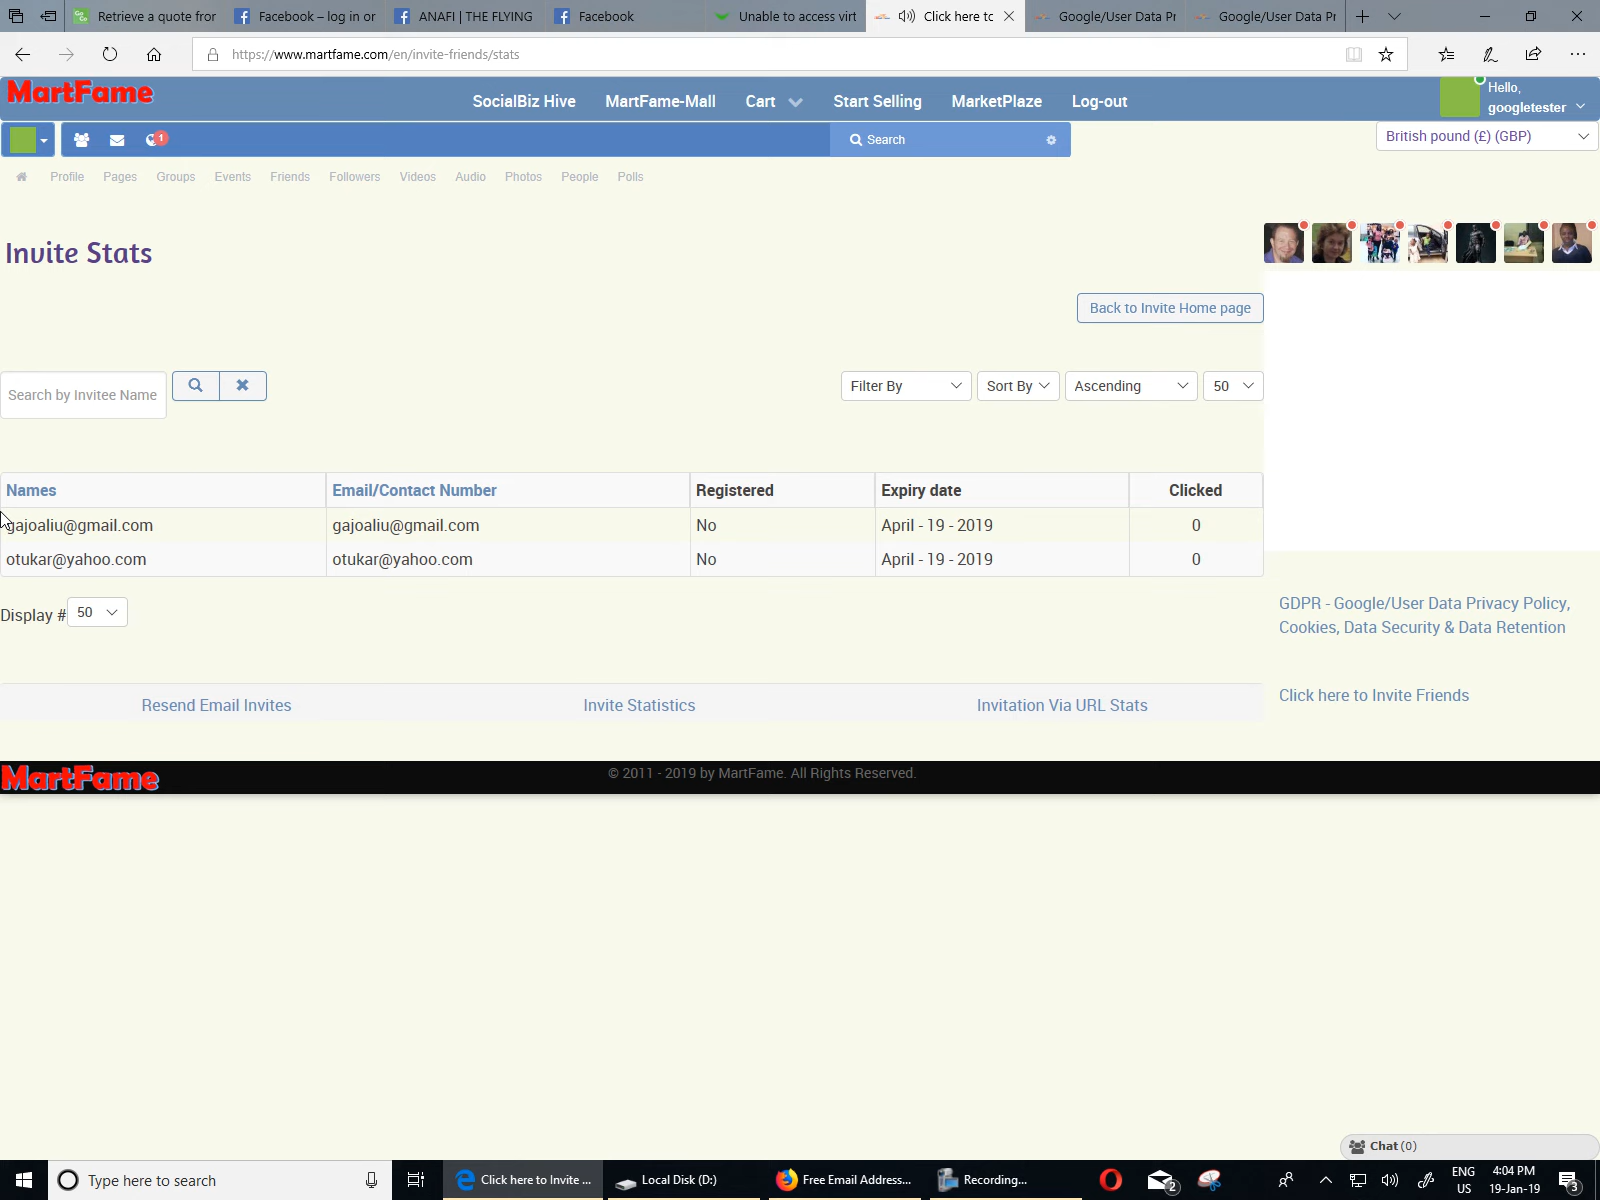 Retrieve a quote fror
Facebook – log in or
ANAFI | THE FLYING
Facebook
Unable to access virt
Click here tc
Google/User Data Pr
Google/User Data Pr
https://www.martfame.com/en/invite-friends/stats
MartFame
SocialBiz Hive
MartFame-Mall
Cart
Start Selling
MarketPlaze
Log-out
Hello,
googletester
1
Search
British pound (£) (GBP)
Profile
Pages
Groups
Events
Friends
Followers
Videos
Audio
Photos
People
Polls
Invite Stats
Back to Invite Home page
Search by Invitee Name
Filter By
Sort By
Ascending
50
Names Email/Contact Number Registered Expiry date Clicked
gajoaliu@gmail.com gajoaliu@gmail.com No April - 19 - 2019 0
otukar@yahoo.com otukar@yahoo.com No April - 19 - 2019 0
Display # 50
GDPR - Google/User Data Privacy Policy,
Cookies, Data Security & Data Retention
Click here to Invite Friends
Resend Email Invites
Invite Statistics
Invitation Via URL Stats
MartFame
© 2011 - 2019 by MartFame. All Rights Reserved.
Chat (0)
Type here to search
Click here to Invite ...
Local Disk (D:)
Free Email Address...
Recording...
2
ENG
US
4:04 PM
19-Jan-19
3